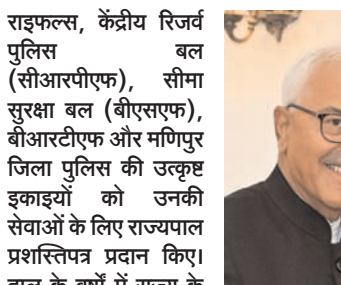 राइफल्स, केंद्रीय रिजर्व
पुलिस बल
(सीआरपीएफ), सीमा
सुरक्षा बल (बीएसएफ),
बीआरटीएफ और मणिपुर
जिला पुलिस की उत्कृष्ट
इकाइयों को उनकी
सेवाओं के लिए राज्यपाल
प्रशस्तिपत्र प्रदान किए।
हाल के वर्षों में राज्य के